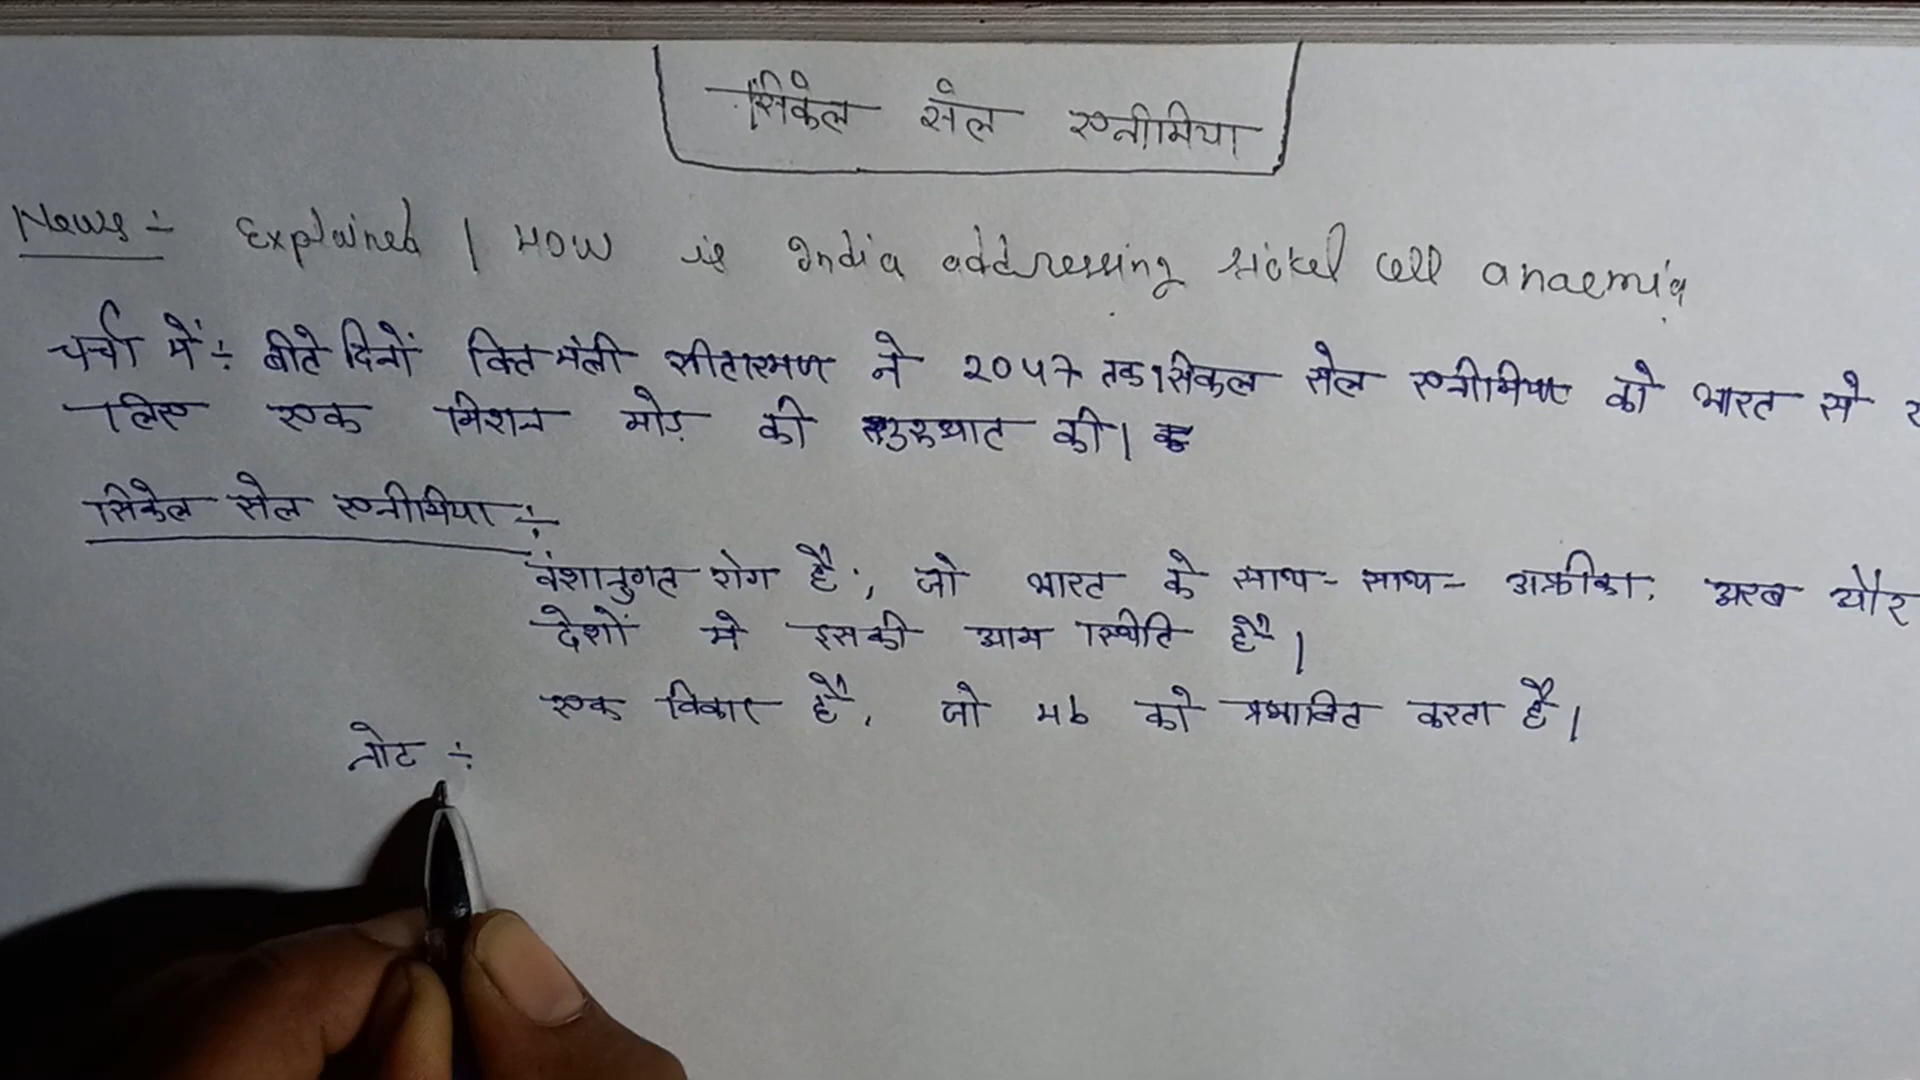 सिकेल सेल एनीमिया
News :- Explained | How is India addressing sickel cell anaemia
चर्चा में ÷ बीते दिनों वित्त मंत्री सीतारमण ने 2047 तक सिकल सेल एनीमिया को भारत से
लिए एक मिशन मोड़ की शुरुआत की।
सिकेल सेल एनीमिया ÷
वंशानुगत रोग है, जो भारत के साथ-साथ अफ्रीका, अरब और
देशों मे इसकी आम स्थिति है।
एक विकार है, जो Hb को प्रभावित करता है।
नोट ÷